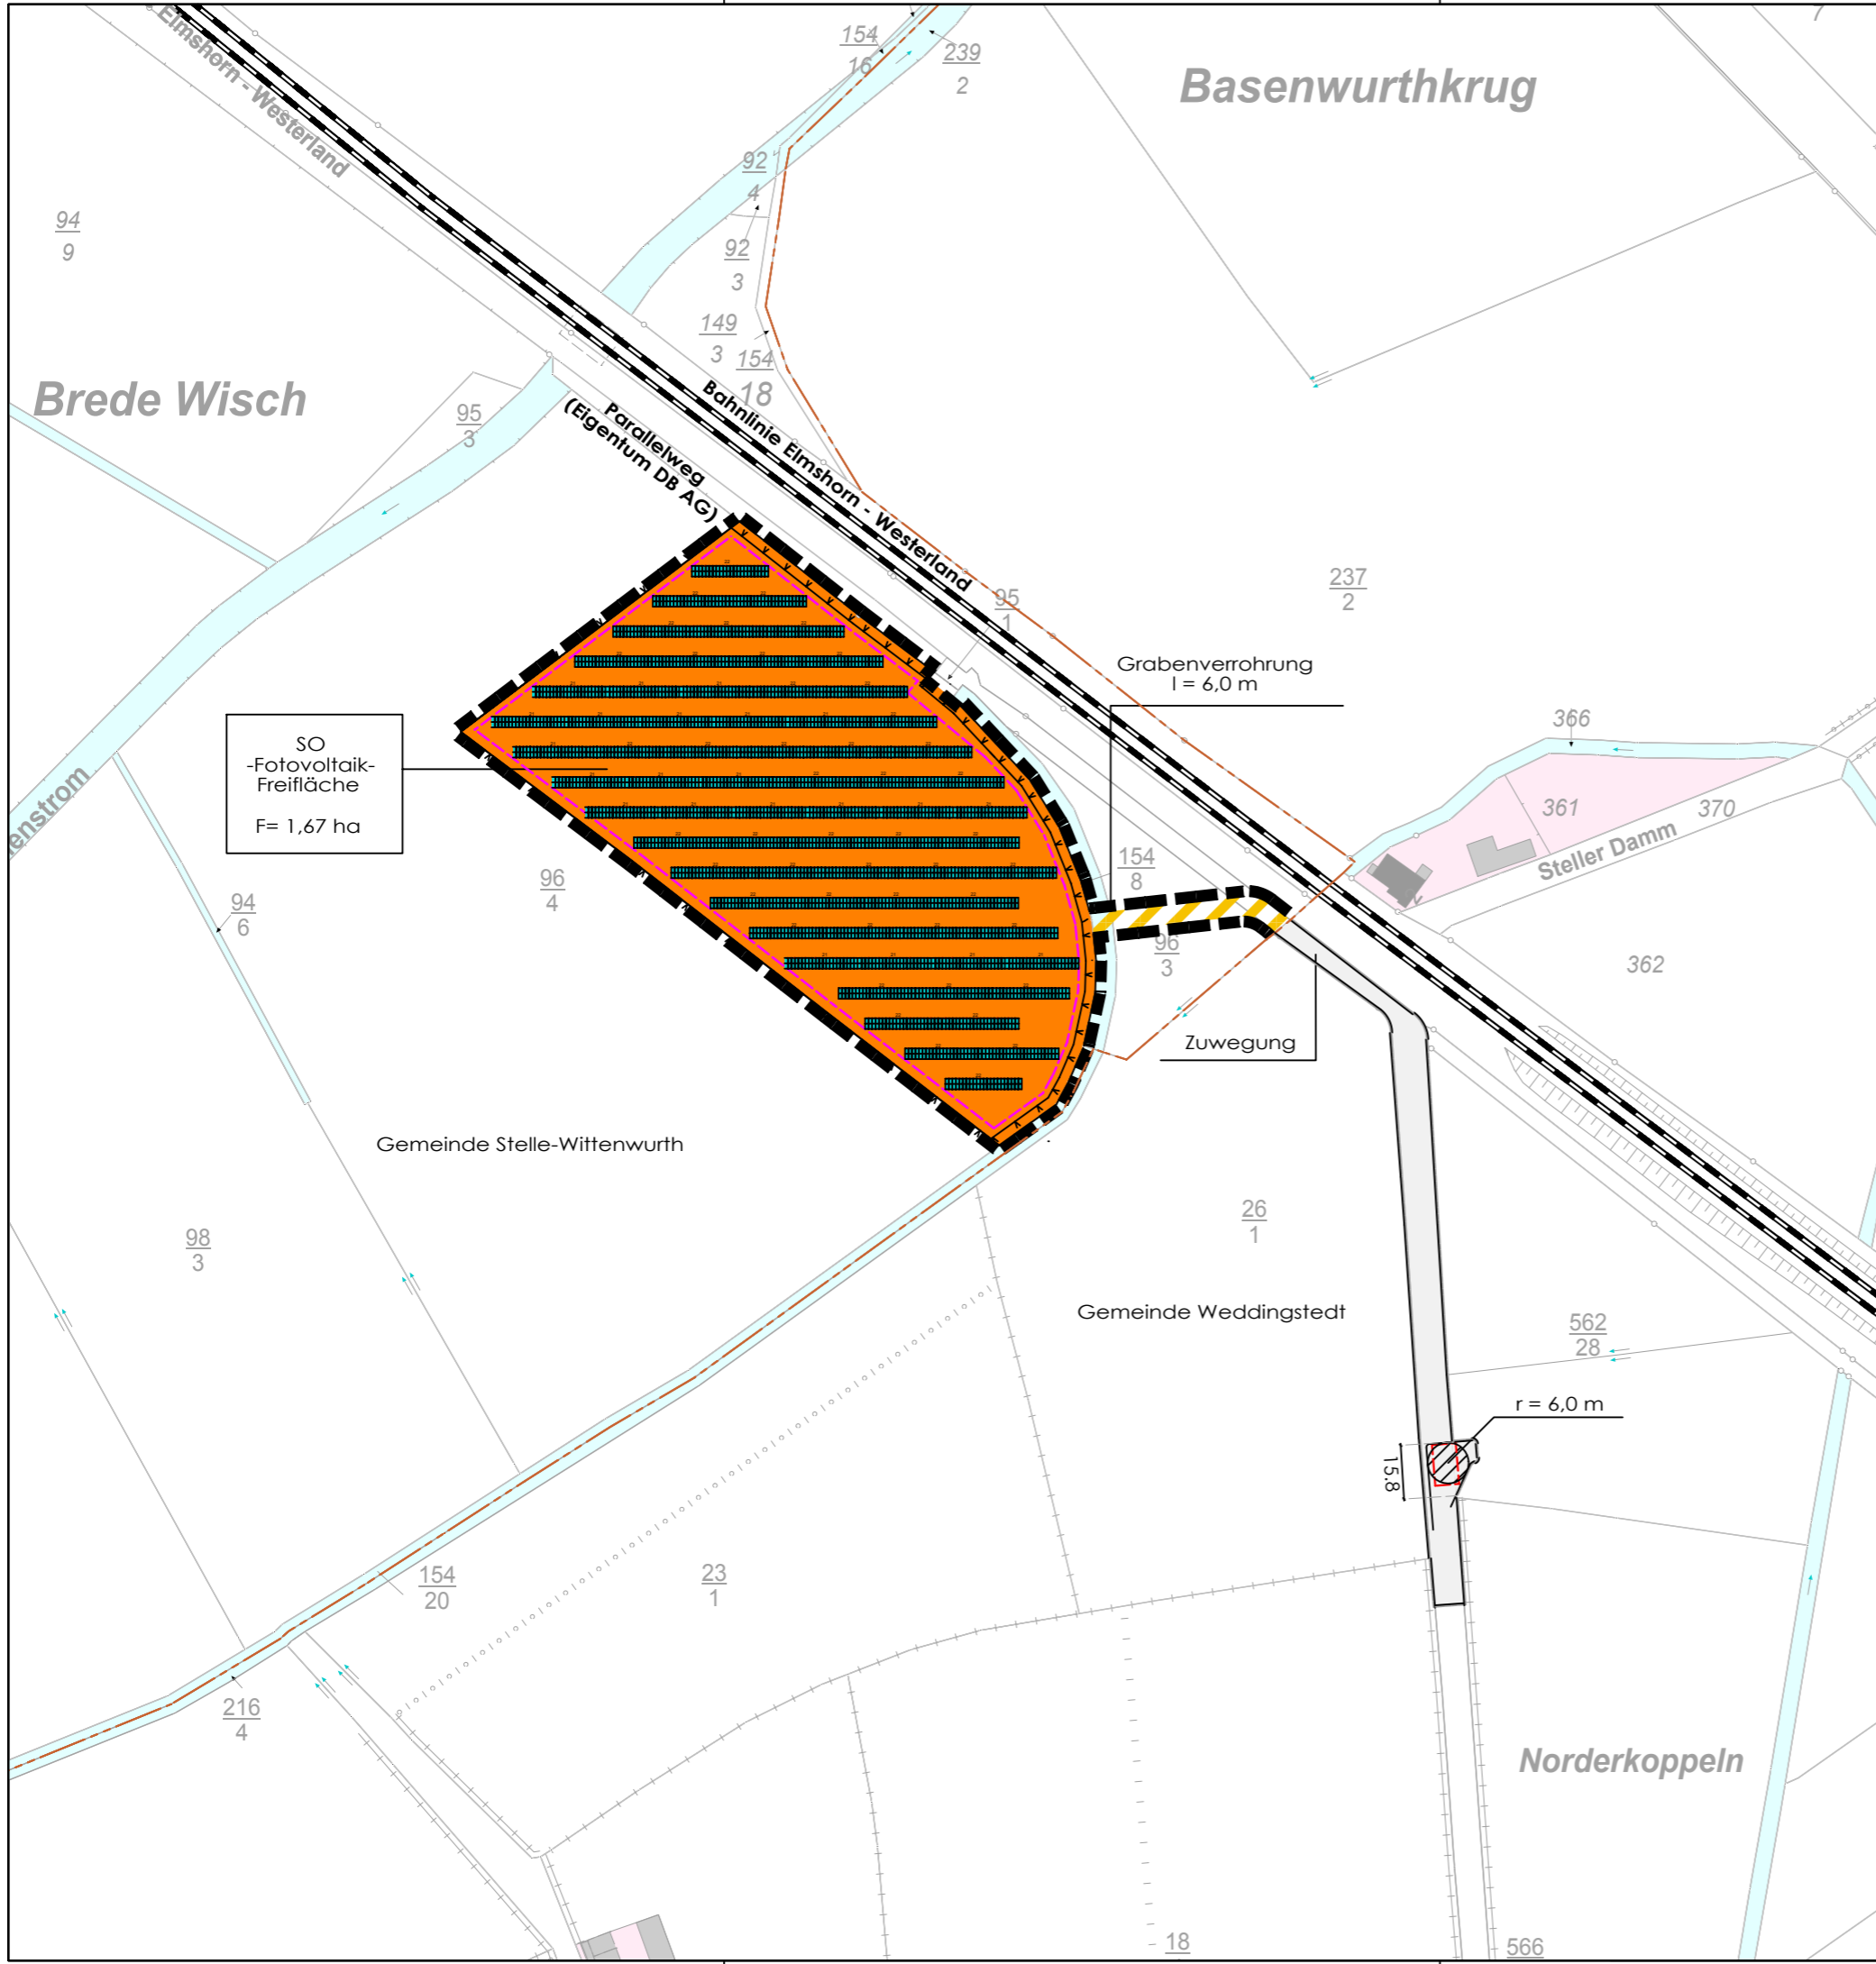 Elmshorn - Westerland
154
16
239
2
Basenwurthkrug
7
92
4
94
9
92
3
149
3
154
18
Brede Wisch
95
3
Parallelweg
(Eigentum DB AG)
Bahnlinie Elmshorn - Westerland
95
1
237
2
Grabenverrohrung
l = 6,0 m
366
SO
-Fotovoltaik-
Freifläche
F= 1,67 ha
361
370
Steller Damm
2
enstrom
154
8
96
4
94
6
96
3
362
Zuwegung
Gemeinde Stelle-Wittenwurth
98
3
26
1
Gemeinde Weddingstedt
562
28
r = 6,0 m
15.8
154
20
23
1
216
4
Norderkoppeln
18
566